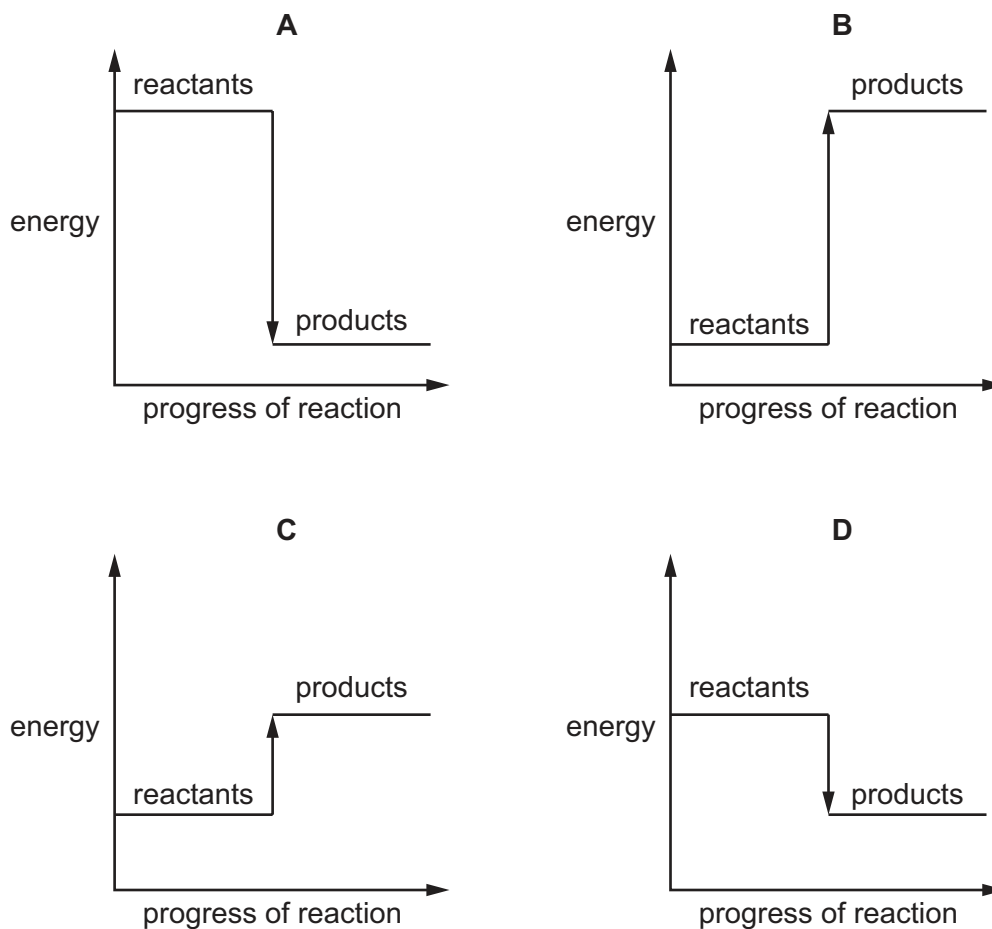 A
reactants
energy
products
progress of reaction
B
products
energy
reactants
progress of reaction
C
products
energy
reactants
progress of reaction
D
reactants
energy
products
progress of reaction